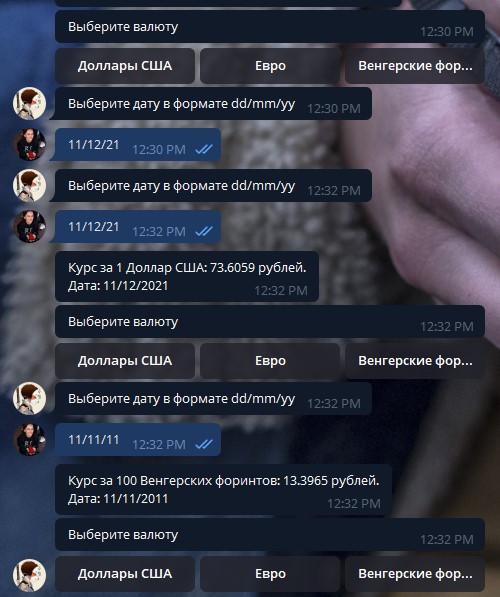 Выберите валюту
12:30 PM
Доллары США Евро Венгерские фор...
Выберите дату в формате dd/mm/yy 12:30 PM
11/12/21 12:30 PM
Выберите дату в формате dd/mm/yy 12:32 PM
11/12/21 12:32 PM
Курс за 1 Доллар США: 73.6059 рублей.
Дата: 11/12/2021 12:32 PM
Выберите валюту
12:32 PM
Доллары США Евро Венгерские фор...
Выберите дату в формате dd/mm/yy 12:32 PM
11/11/11 12:32 PM
Курс за 100 Венгерских форинтов: 13.3965 рублей.
Дата: 11/11/2011 12:32 PM
Выберите валюту
12:32 PM
Доллары США Евро Венгерские фор...